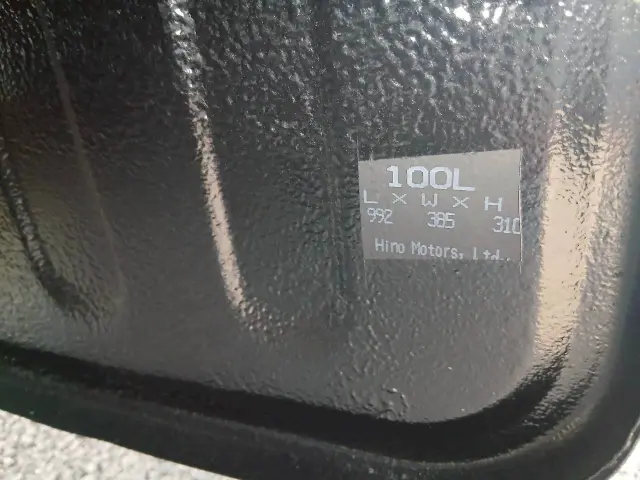 100L
L × W × H
992 385 310
Hino Motors, Ltd.